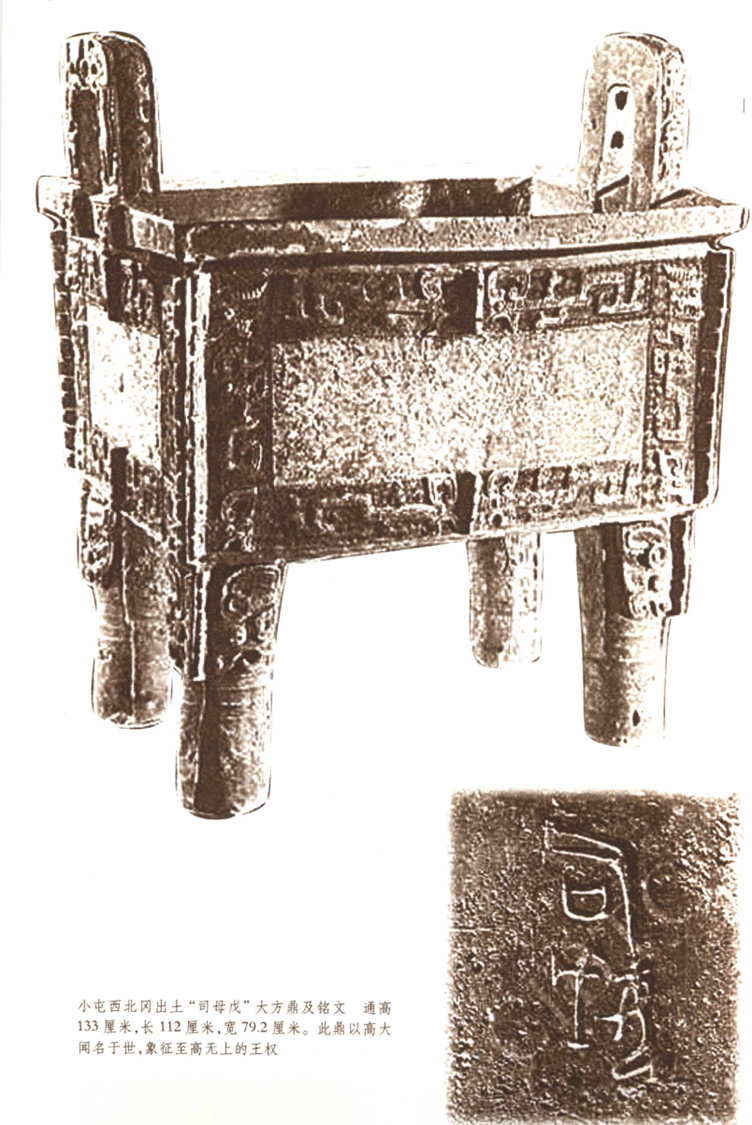 小屯西北冈出土“司母戊”大方鼎及铭文 通高
133 厘米,长 112 厘米,宽 79.2 厘米。此鼎以高大
闻名于世,象征至高无上的王权